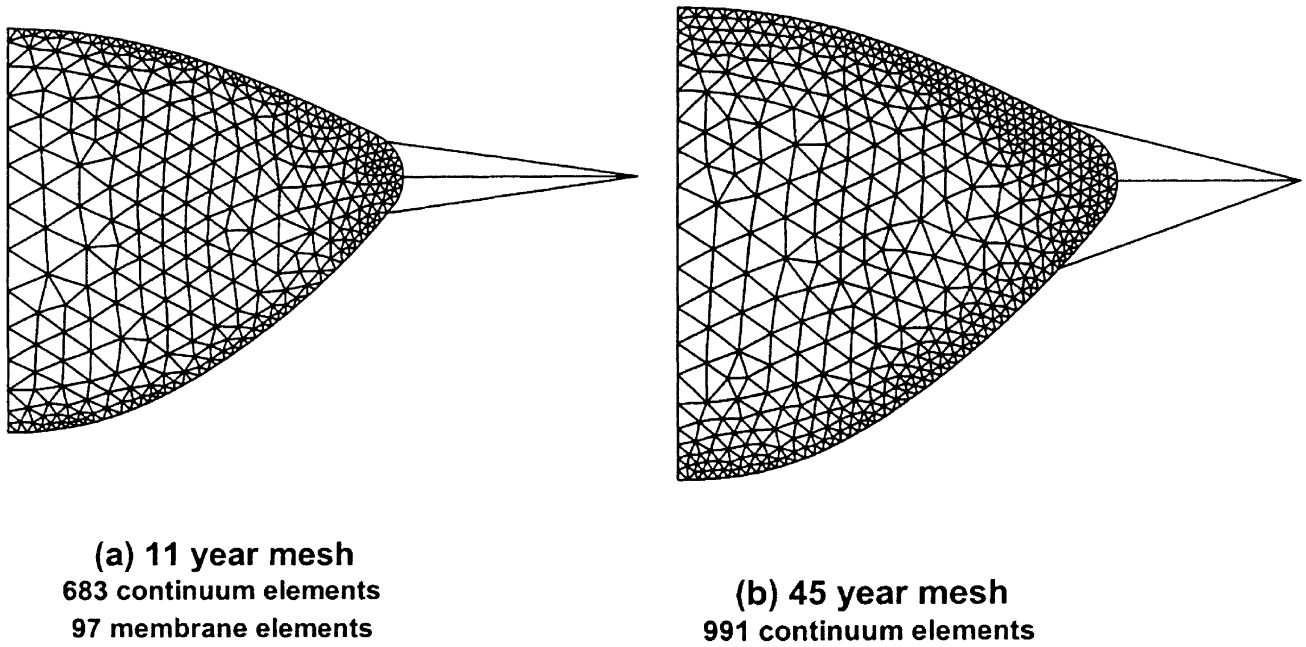 (a) 11 year mesh
683 continuum elements
97 membrane elements
(b) 45 year mesh
991 continuum elements